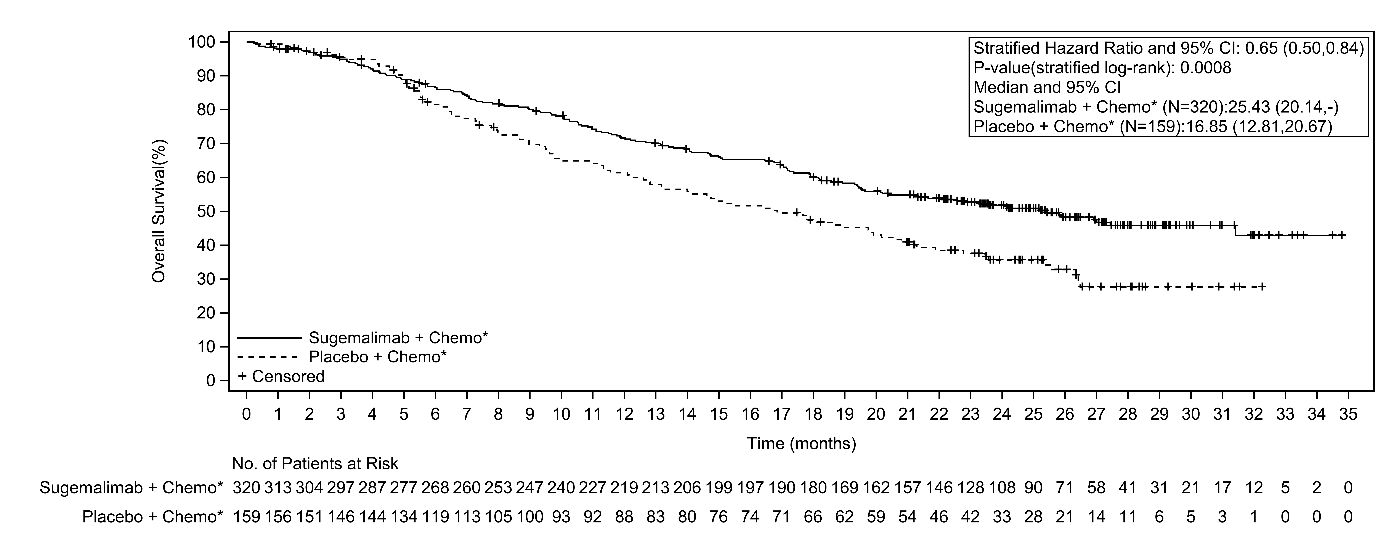 Stratified Hazard Ratio and 95% CI: 0.65 (0.50,0.84)
P-value(stratified log-rank): 0.0008
Median and 95% CI
Sugemalimab + Chemo* (N=320):25.43 (20.14,-)
Placebo + Chemo* (N=159):16.85 (12.81,20.67)
Overall Survival(%)
100
90
80
70
60
50
40
30
20
10
0
Sugemalimab + Chemo*
Placebo + Chemo*
+ Censored
0 1 2 3 4 5 6 7 8 9 10 11 12 13 14 15 16 17 18 19 20 21 22 23 24 25 26 27 28 29 30 31 32 33 34 35
Time (months)
No. of Patients at Risk
Sugemalimab + Chemo* 320 313 304 297 287 277 268 260 253 247 240 227 219 213 206 199 197 190 180 169 162 157 146 128 108 90 71 58 41 31 21 17 12 5 2 0
Placebo + Chemo* 159 156 151 146 144 134 119 113 105 100 93 92 88 83 80 76 74 71 66 62 59 54 46 42 33 28 21 14 11 6 5 3 1 0 0 0